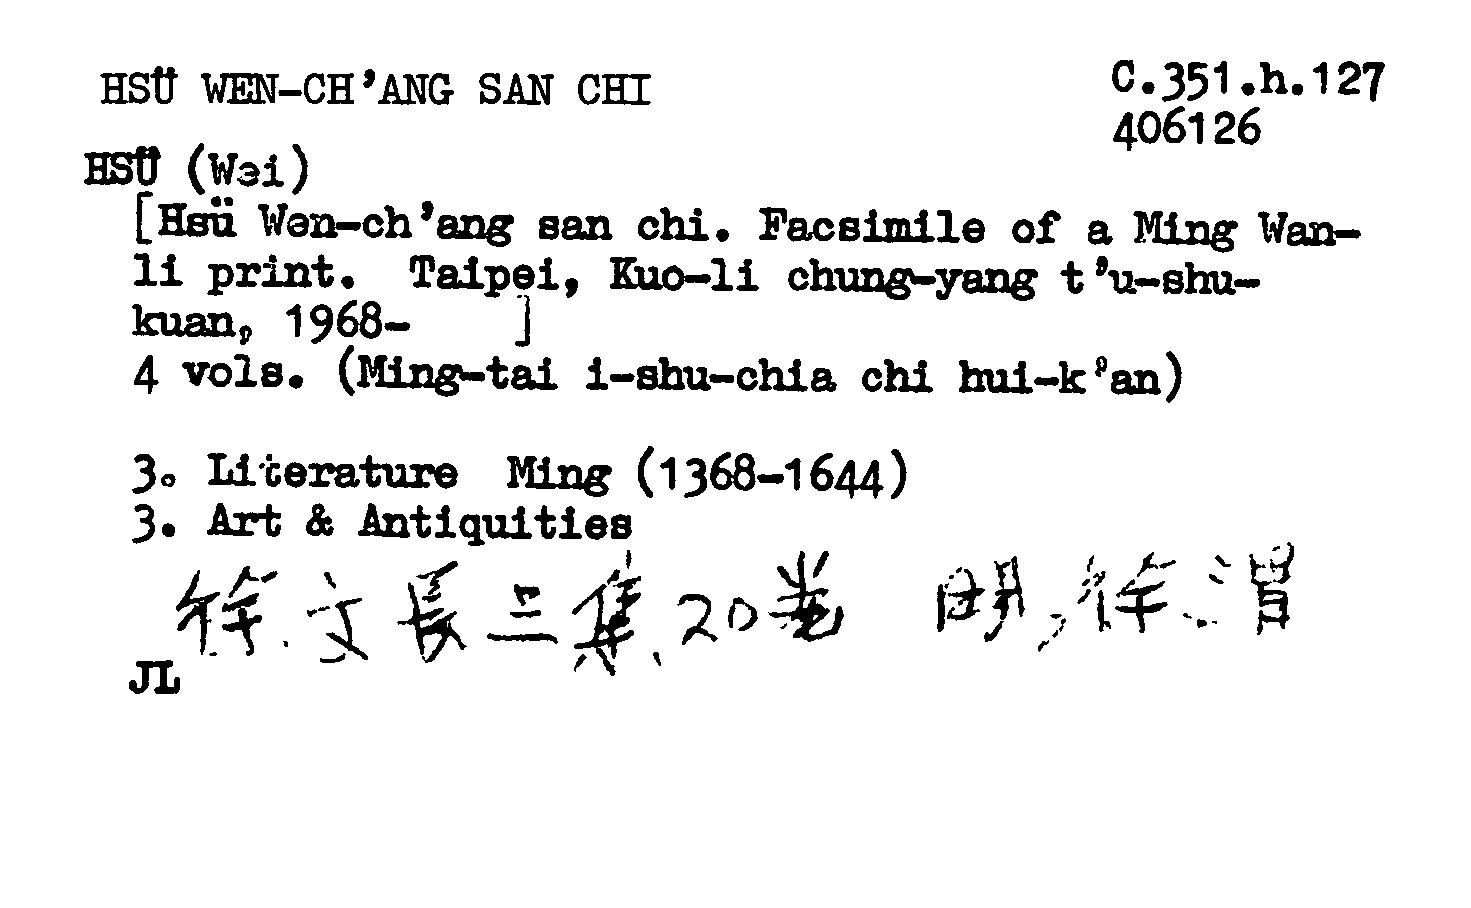 HSÜ WEN-CH'ANG SAN CHI
C.351.h.127
406126
HSÜ (Wei)
[Hsü Wen-ch'ang san chi. Facsimile of a Ming Wan-
li print. Taipei, Kuo-li chung-yang t'u-shu-
kuan, 1968- ]
4 vols. (Ming-tai i-shu-chia chi hui-k'an)
3. Literature Ming (1368-1644)
3. Art & Antiquities
徐文長三集, 20卷 明, 徐渭
JL